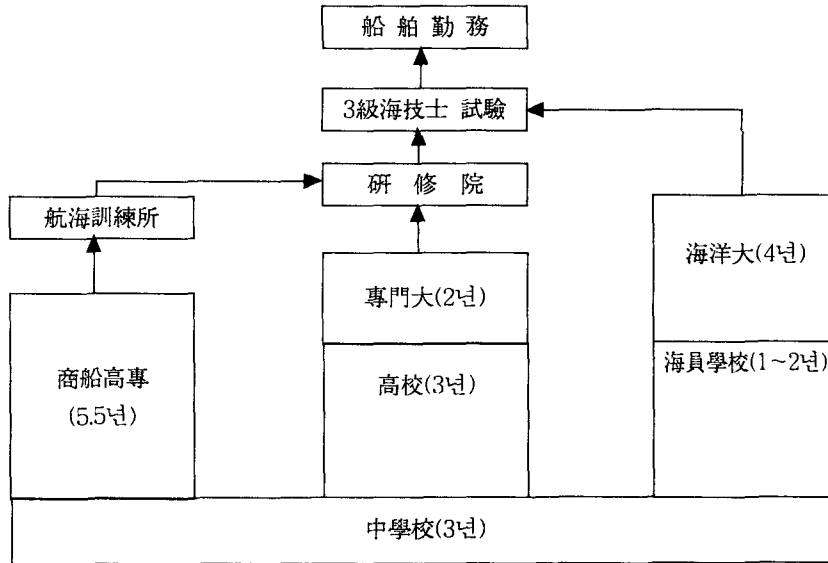 船舶勤務
3級海技士 試驗
硏修院
航海訓練所
海洋大(4년)
專門大(2년)
商船高專
(5.5년)
高校(3년)
海員學校(1~2년)
中學校(3년)